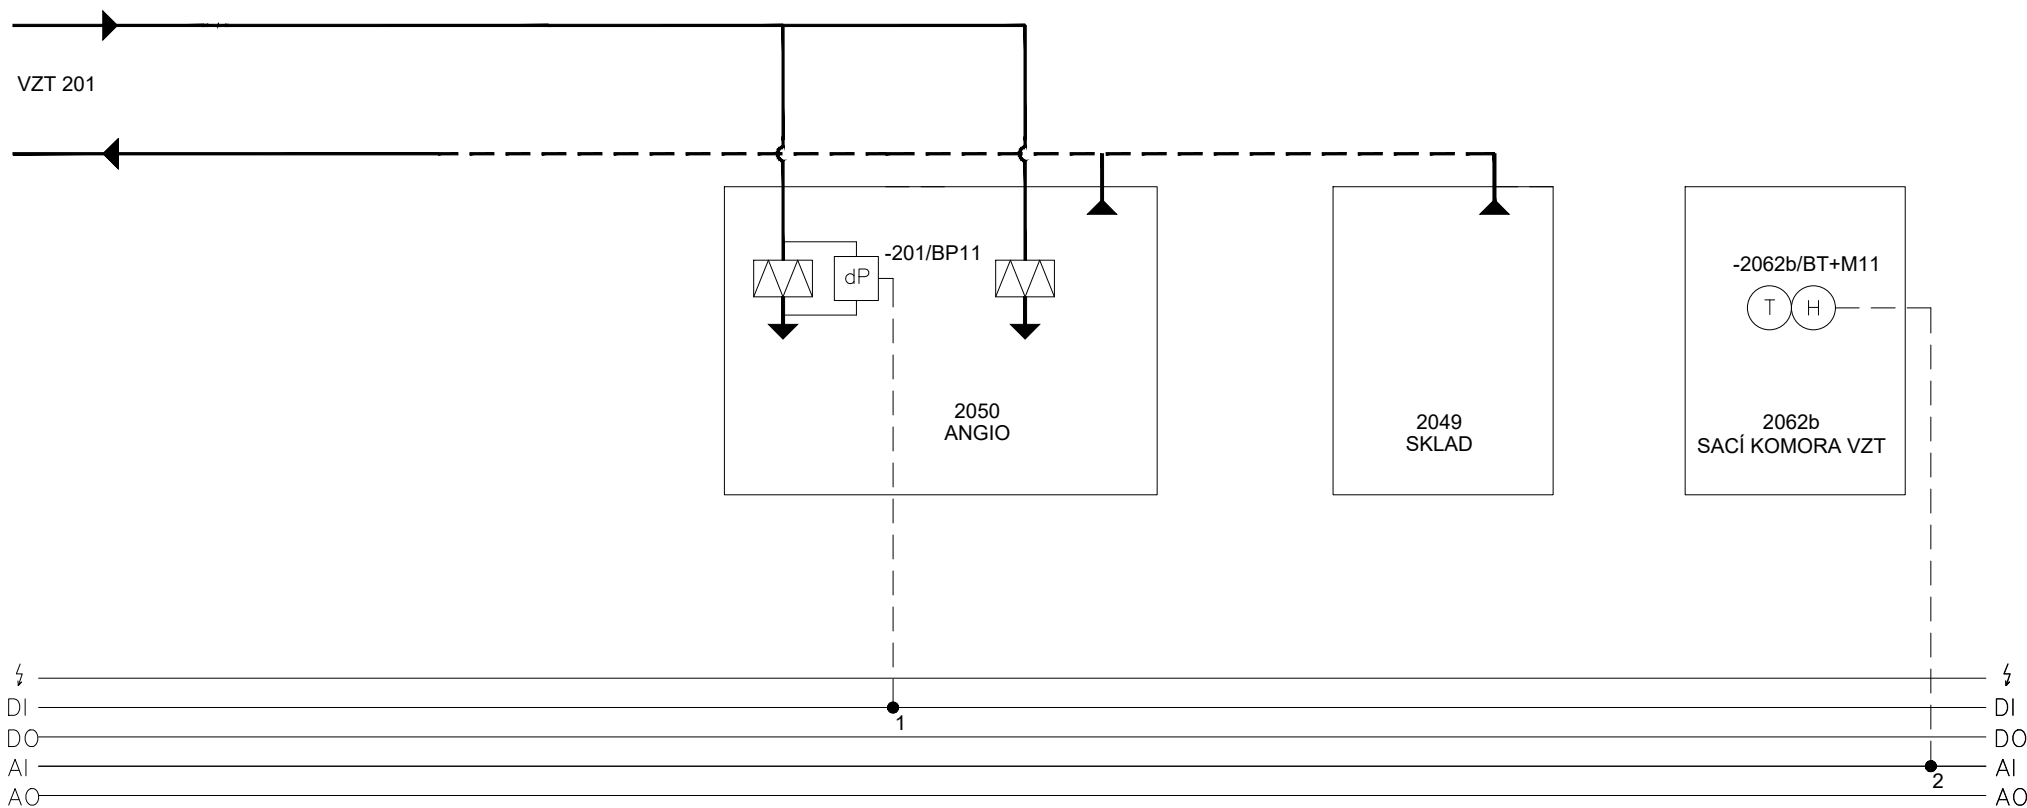 VZT 201
-201/BP11
dP
-2062b/BT+M11
T H
2050
ANGIO
2049
SKLAD
2062b
SACÍ KOMORA VZT
DI DI
1
DO DO
AI AI
2
AO AO